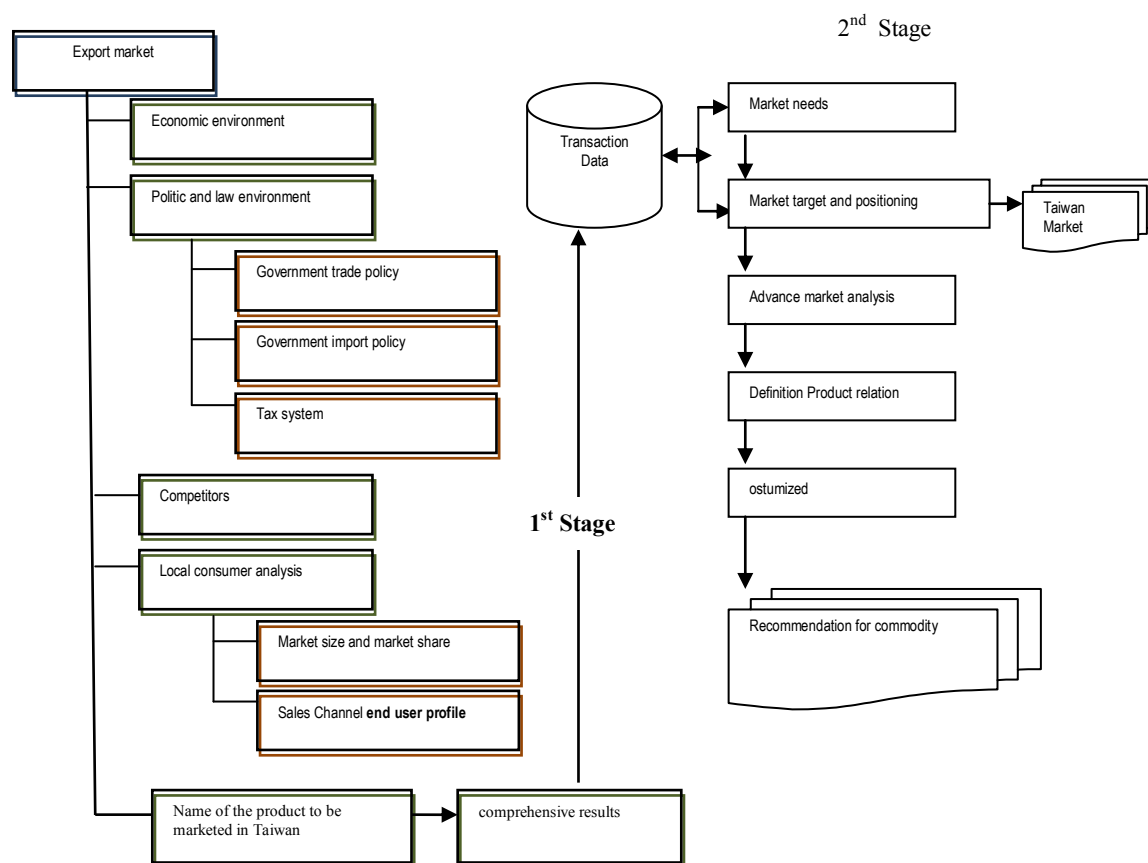 Export market
Economic environment
Politic and law environment
Government trade policy
Government import policy
Tax system
Competitors
Local consumer analysis
Market size and market share
Sales Channel end user profile
Name of the product to be
marketed in Taiwan
comprehensive results
1st Stage
Transaction
Data
2nd Stage
Market needs
Market target and positioning
Taiwan
Market
Advance market analysis
Definition Product relation
ostumized
Recommendation for commodity